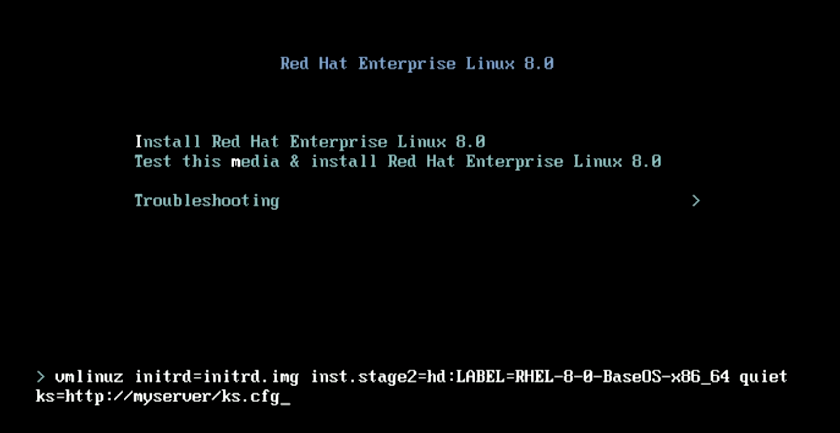 Red Hat Enterprise Linux 8.0
Install Red Hat Enterprise Linux 8.0
Test this media & install Red Hat Enterprise Linux 8.0
Troubleshooting >
> vmlinuz initrd=initrd.img inst.stage2=hd:LABEL=RHEL-8-0-BaseOS-x86_64 quiet
ks=http://myserver/ks.cfg_